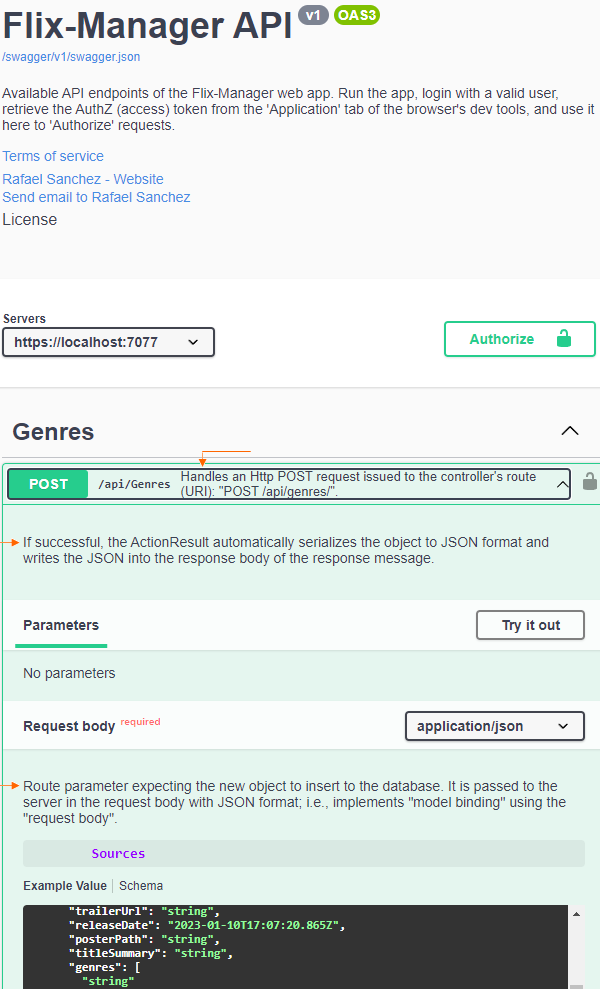 Flix-Manager API v1 OAS3
/swagger/v1/swagger.json
Available API endpoints of the Flix-Manager web app. Run the app, login with a valid user,
retrieve the AuthZ (access) token from the 'Application' tab of the browser's dev tools, and use it
here to 'Authorize' requests.
Terms of service
Rafael Sanchez - Website
Send email to Rafael Sanchez
License
Servers
https://localhost:7077
Authorize
Genres
POST /api/Genres Handles an Http POST request issued to the controller's route
(URI): "POST /api/genres/".
If successful, the ActionResult automatically serializes the object to JSON format and
writes the JSON into the response body of the response message.
Parameters
Try it out
No parameters
Request body required
application/json
Route parameter expecting the new object to insert to the database. It is passed to the
server in the request body with JSON format; i.e., implements "model binding" using the
"request body".
Sources
Example Value Schema
"trailerUrl": "string",
"releaseDate": "2023-01-10T17:07:20.865Z",
"posterPath": "string",
"titleSummary": "string",
"genres": [
"string"